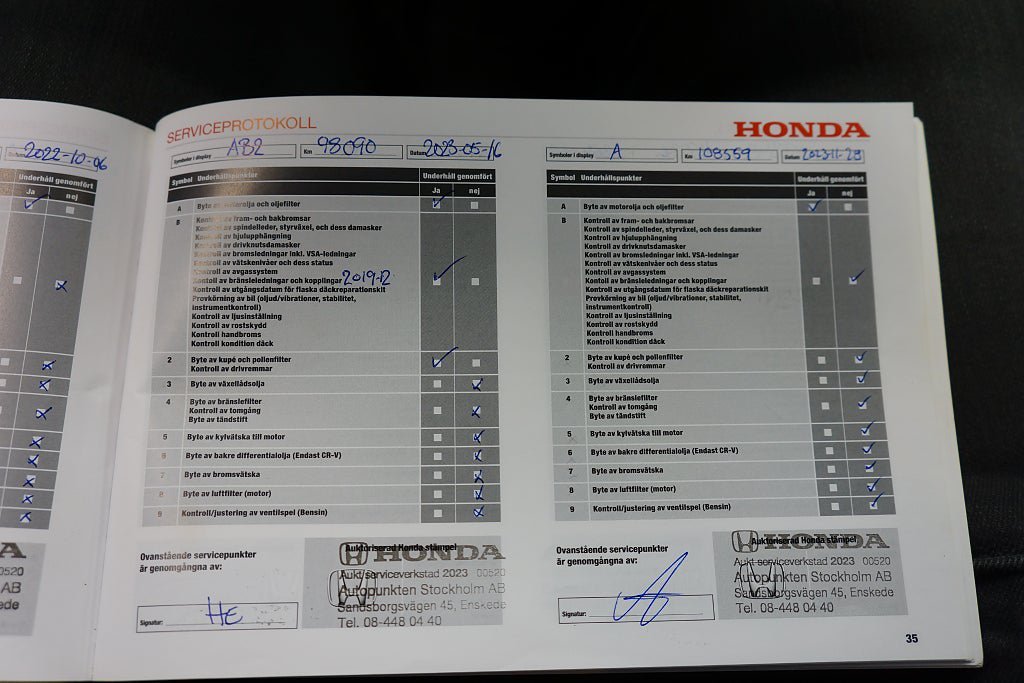 Datum 2022-10-06
Underhåll genomfört
Ja nej
00520
AB
kede
SERVICEPROTOKOLL
Symboler i display AB2 Km 98090 Datum 2023-05-16
Symbol Underhållspunkter Underhåll genomfört
Ja nej
A Byte av motorolja och oljefilter
B Kontroll av fram- och bakbromsar
Kontroll av spindelleder, styrväxel, och dess damasker
Kontroll av hjulupphängning
Kontroll av drivknutsdamasker
Kontroll av bromsledningar inkl. VSA-ledningar
Kontroll av vätskenivåer och dess status
Kontroll av avgassystem
Kontoll av bränsleledningar och kopplingar 2019-12
Kontroll av utgångsdatum för flaska däckreparationskit
Provkörning av bil (oljud/vibrationer, stabilitet,
instrumentkontroll)
Kontroll av ljusinställning
Kontroll av rostskydd
Kontroll handbroms
Kontroll kondition däck
2 Byte av kupé och pollenfilter
Kontroll av drivremmar
3 Byte av växellådsolja
4 Byte av bränslefilter
Kontroll av tomgång
Byte av tändstift
5 Byte av kylvätska till motor
6 Byte av bakre differentialolja (Endast CR-V)
7 Byte av bromsvätska
8 Byte av luftfilter (motor)
9 Kontroll/justering av ventilspel (Bensin)
Ovanstående servicepunkter
är genomgångna av:
Signatur: HE
Auktoriserad Honda stämpel
HONDA
Aukt serviceverkstad 2023 00520
Autopunkten Stockholm AB
Sandsborgsvägen 45, Enskede
Tel. 08-448 04 40
HONDA
Symboler i display A Km 108559 Datum 2023-11-28
Symbol Underhållspunkter Underhåll genomfört
Ja nej
A Byte av motorolja och oljefilter
B Kontroll av fram- och bakbromsar
Kontroll av spindelleder, styrväxel, och dess damasker
Kontroll av hjulupphängning
Kontroll av drivknutsdamasker
Kontroll av bromsledningar inkl. VSA-ledningar
Kontroll av vätskenivåer och dess status
Kontroll av avgassystem
Kontoll av bränsleledningar och kopplingar
Kontroll av utgångsdatum för flaska däckreparationskit
Provkörning av bil (oljud/vibrationer, stabilitet,
instrumentkontroll)
Kontroll av ljusinställning
Kontroll av rostskydd
Kontroll handbroms
Kontroll kondition däck
2 Byte av kupé och pollenfilter
Kontroll av drivremmar
3 Byte av växellådsolja
4 Byte av bränslefilter
Kontroll av tomgång
Byte av tändstift
5 Byte av kylvätska till motor
6 Byte av bakre differentialolja (Endast CR-V)
7 Byte av bromsvätska
8 Byte av luftfilter (motor)
9 Kontroll/justering av ventilspel (Bensin)
Ovanstående servicepunkter
är genomgångna av:
Signatur:
Auktoriserad Honda stämpel
HONDA
Aukt serviceverkstad 2023 00520
Autopunkten Stockholm AB
Sandsborgsvägen 45, Enskede
Tel. 08-448 04 40
35